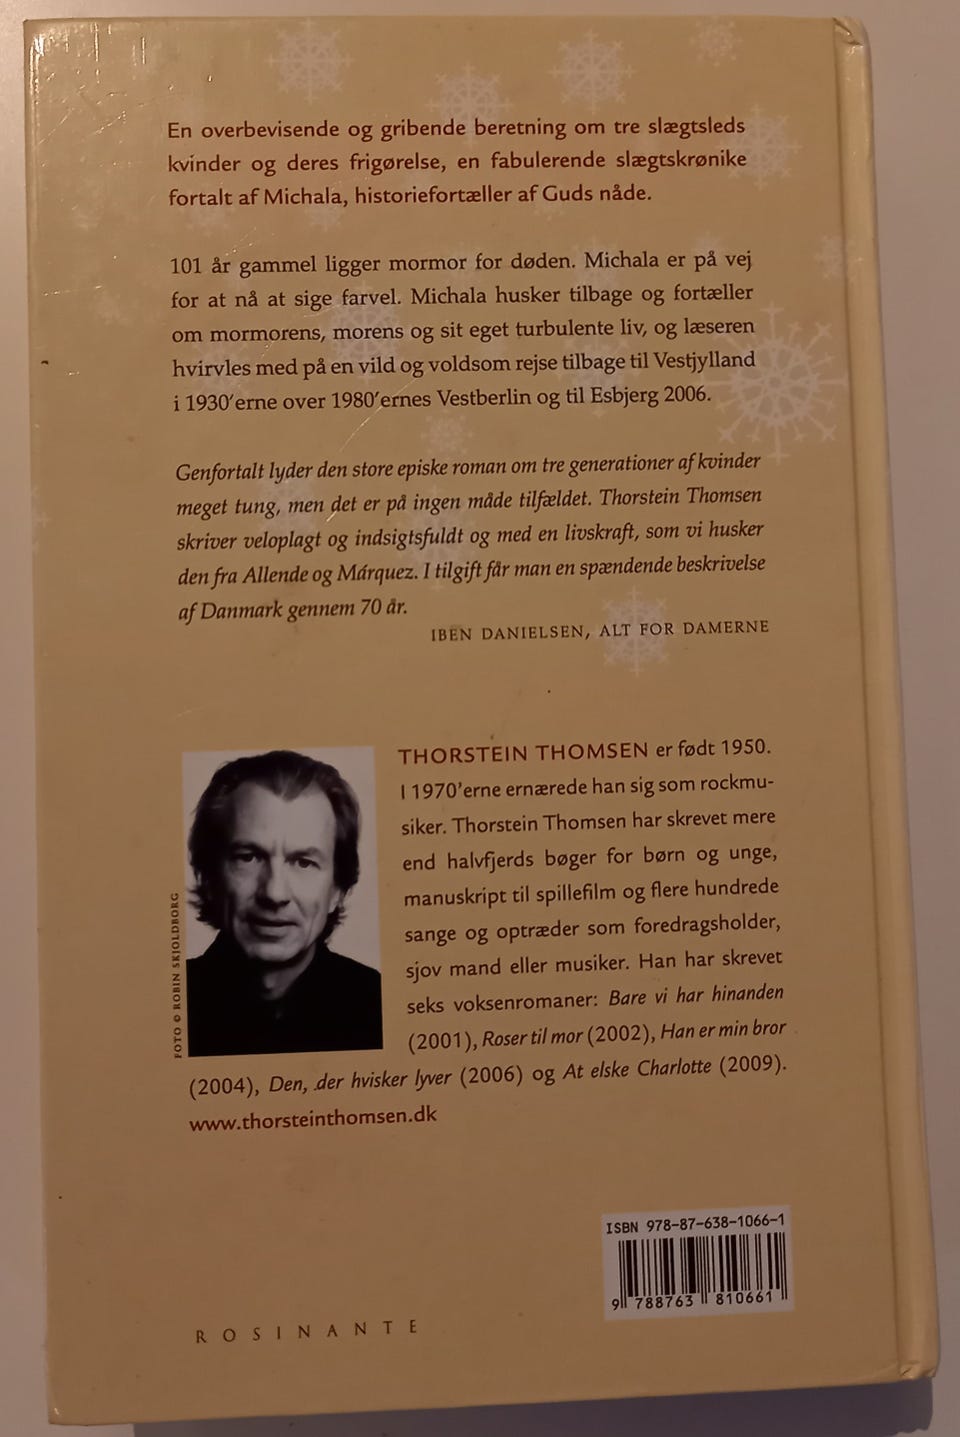 En overbevisende og gribende beretning om tre slægtsleds
kvinder og deres frigørelse, en fabulerende slægtskrønike
fortalt af Michala, historiefortæller af Guds nåde.
101 år gammel ligger mormor for døden. Michala er på vej
for at nå at sige farvel. Michala husker tilbage og fortæller
om mormorens, morens og sit eget turbulente liv, og læseren
hvirvles med på en vild og voldsom rejse tilbage til Vestjylland
i 1930'erne over 1980'ernes Vestberlin og til Esbjerg 2006.
Genfortalt lyder den store episke roman om tre generationer af kvinder
meget tung, men det er på ingen måde tilfældet. Thorstein Thomsen
skriver veloplagt og indsigtsfuldt og med en livskraft, som vi husker
den fra Allende og Márquez. I tilgift får man en spændende beskrivelse
af Danmark gennem 70 år.
IBEN DANIELSEN, ALT FOR DAMERNE
THORSTEIN THOMSEN er født 1950.
I 1970'erne ernærede han sig som rockmu-
siker. Thorstein Thomsen har skrevet mere
end halvfjerds bøger for børn og unge,
manuskript til spillefilm og flere hundrede
sange og optræder som foredragsholder,
sjov mand eller musiker. Han har skrevet
seks voksenromaner: Bare vi har hinanden
(2001), Roser til mor (2002), Han er min bror
(2004), Den, der hvisker lyver (2006) og At elske Charlotte (2009).
www.thorsteinthomsen.dk
FOTO © ROBIN SKJOLDBORG
ISBN 978-87-638-1066-1
9 788763 810661
ROSINANTE